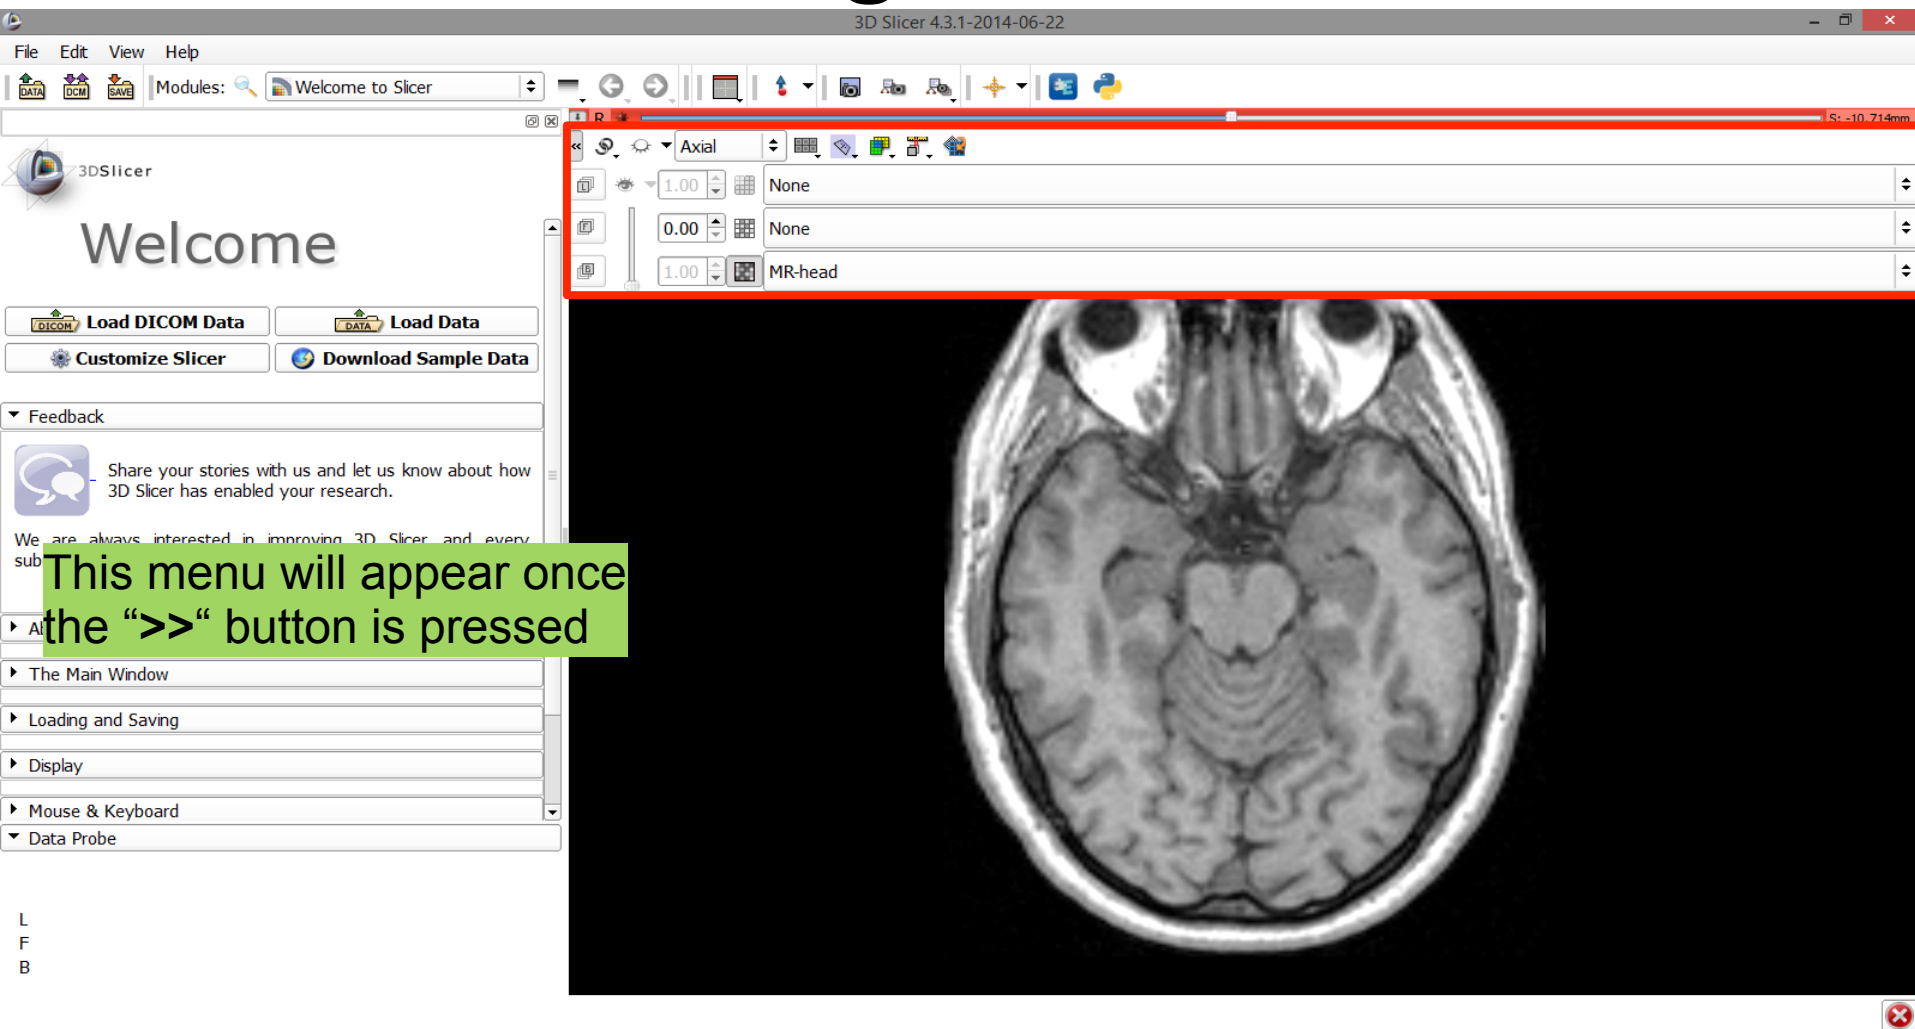 3D Slicer 4.3.1-2014-06-22
File Edit View Help
DATA DCM SAVE Modules: Welcome to Slicer
R S: -10.714mm
« Axial
3DSlicer
L 1.00 None
F 0.00 None
B 1.00 MR-head
Welcome
DICOM Load DICOM Data DATA Load Data
Customize Slicer Download Sample Data
Feedback
Share your stories with us and let us know about how
3D Slicer has enabled your research.
We are always interested in improving 3D Slicer and every
sub
This menu will appear once
the “>>“ button is pressed
The Main Window
Loading and Saving
Display
Mouse & Keyboard
Data Probe
L
F
B